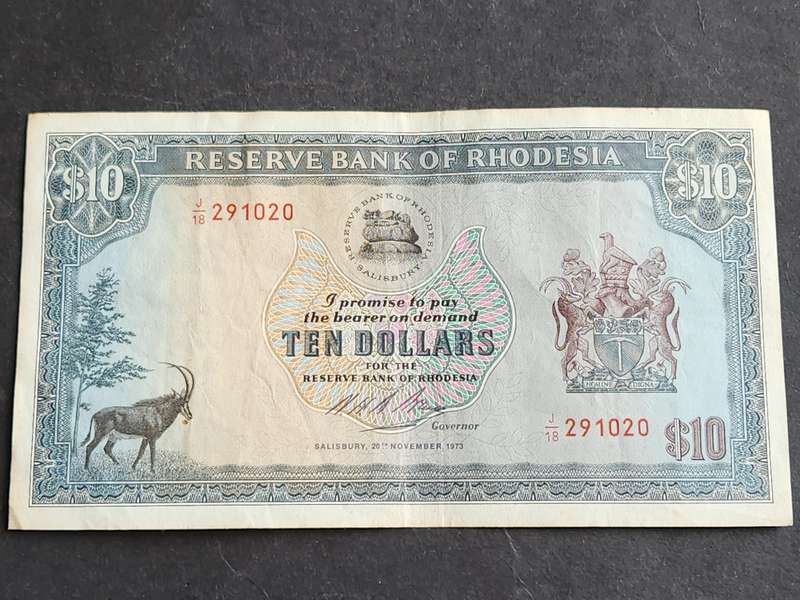 RESERVE BANK OF RHODESIA
$10
$10
J/18 291020
RESERVE BANK OF RHODESIA
SALISBURY
I promise to pay
the bearer on demand
TEN DOLLARS
FOR THE
RESERVE BANK OF RHODESIA
Governor
SALISBURY, 20TH NOVEMBER, 1973
J/18 291020
$10